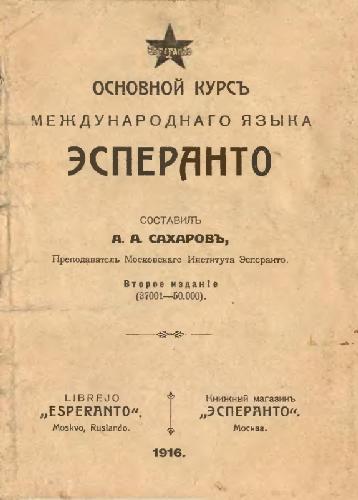 ESPERANTO
ОСНОВНОЙ КУРСЪ
МЕЖДУНАРОДНАГО ЯЗЫКА
ЭСПЕРАНТО
СОСТАВИЛЪ
А. А. САХАРОВЪ,
Преподаватель Московскаго Института Эсперанто.
Второе изданіе
(37001—50.000).
LIBREJO
„ESPERANTO“.
Moskvo, Ruslando.
Книжный магазинъ
„ЭСПЕРАНТО“.
Москва.
1916.